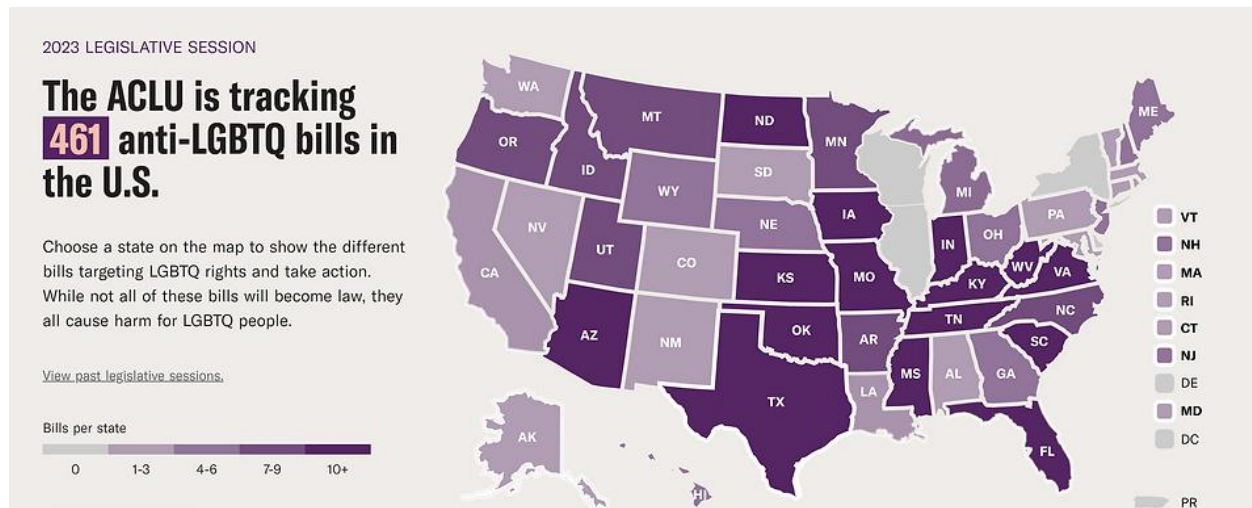 2023 LEGISLATIVE SESSION
The ACLU is tracking
461 anti-LGBTQ bills in
the U.S.
Choose a state on the map to show the different
bills targeting LGBTQ rights and take action.
While not all of these bills will become law, they
all cause harm for LGBTQ people.
View past legislative sessions.
Bills per state
0 1-3 4-6 7-9 10+
WA
MT
ND
MN
ME
OR
ID
WY
SD
MI
NV
UT
CO
NE
IA
IN
OH
PA
CA
KS
MO
WV
VA
KY
AZ
NM
OK
AR
TN
NC
SC
TX
LA
MS
AL
GA
FL
AK
HI
VT
NH
MA
RI
CT
NJ
DE
MD
DC
PR